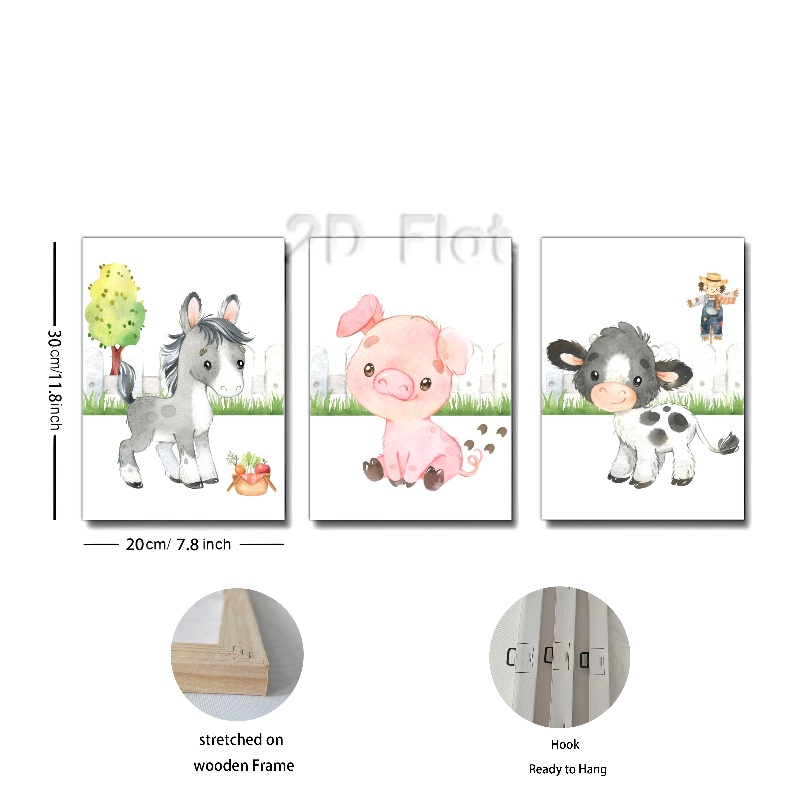 2D Flat
30cm/11.8inch
20cm/ 7.8 inch
stretched on
wooden Frame
Hook
Ready to Hang